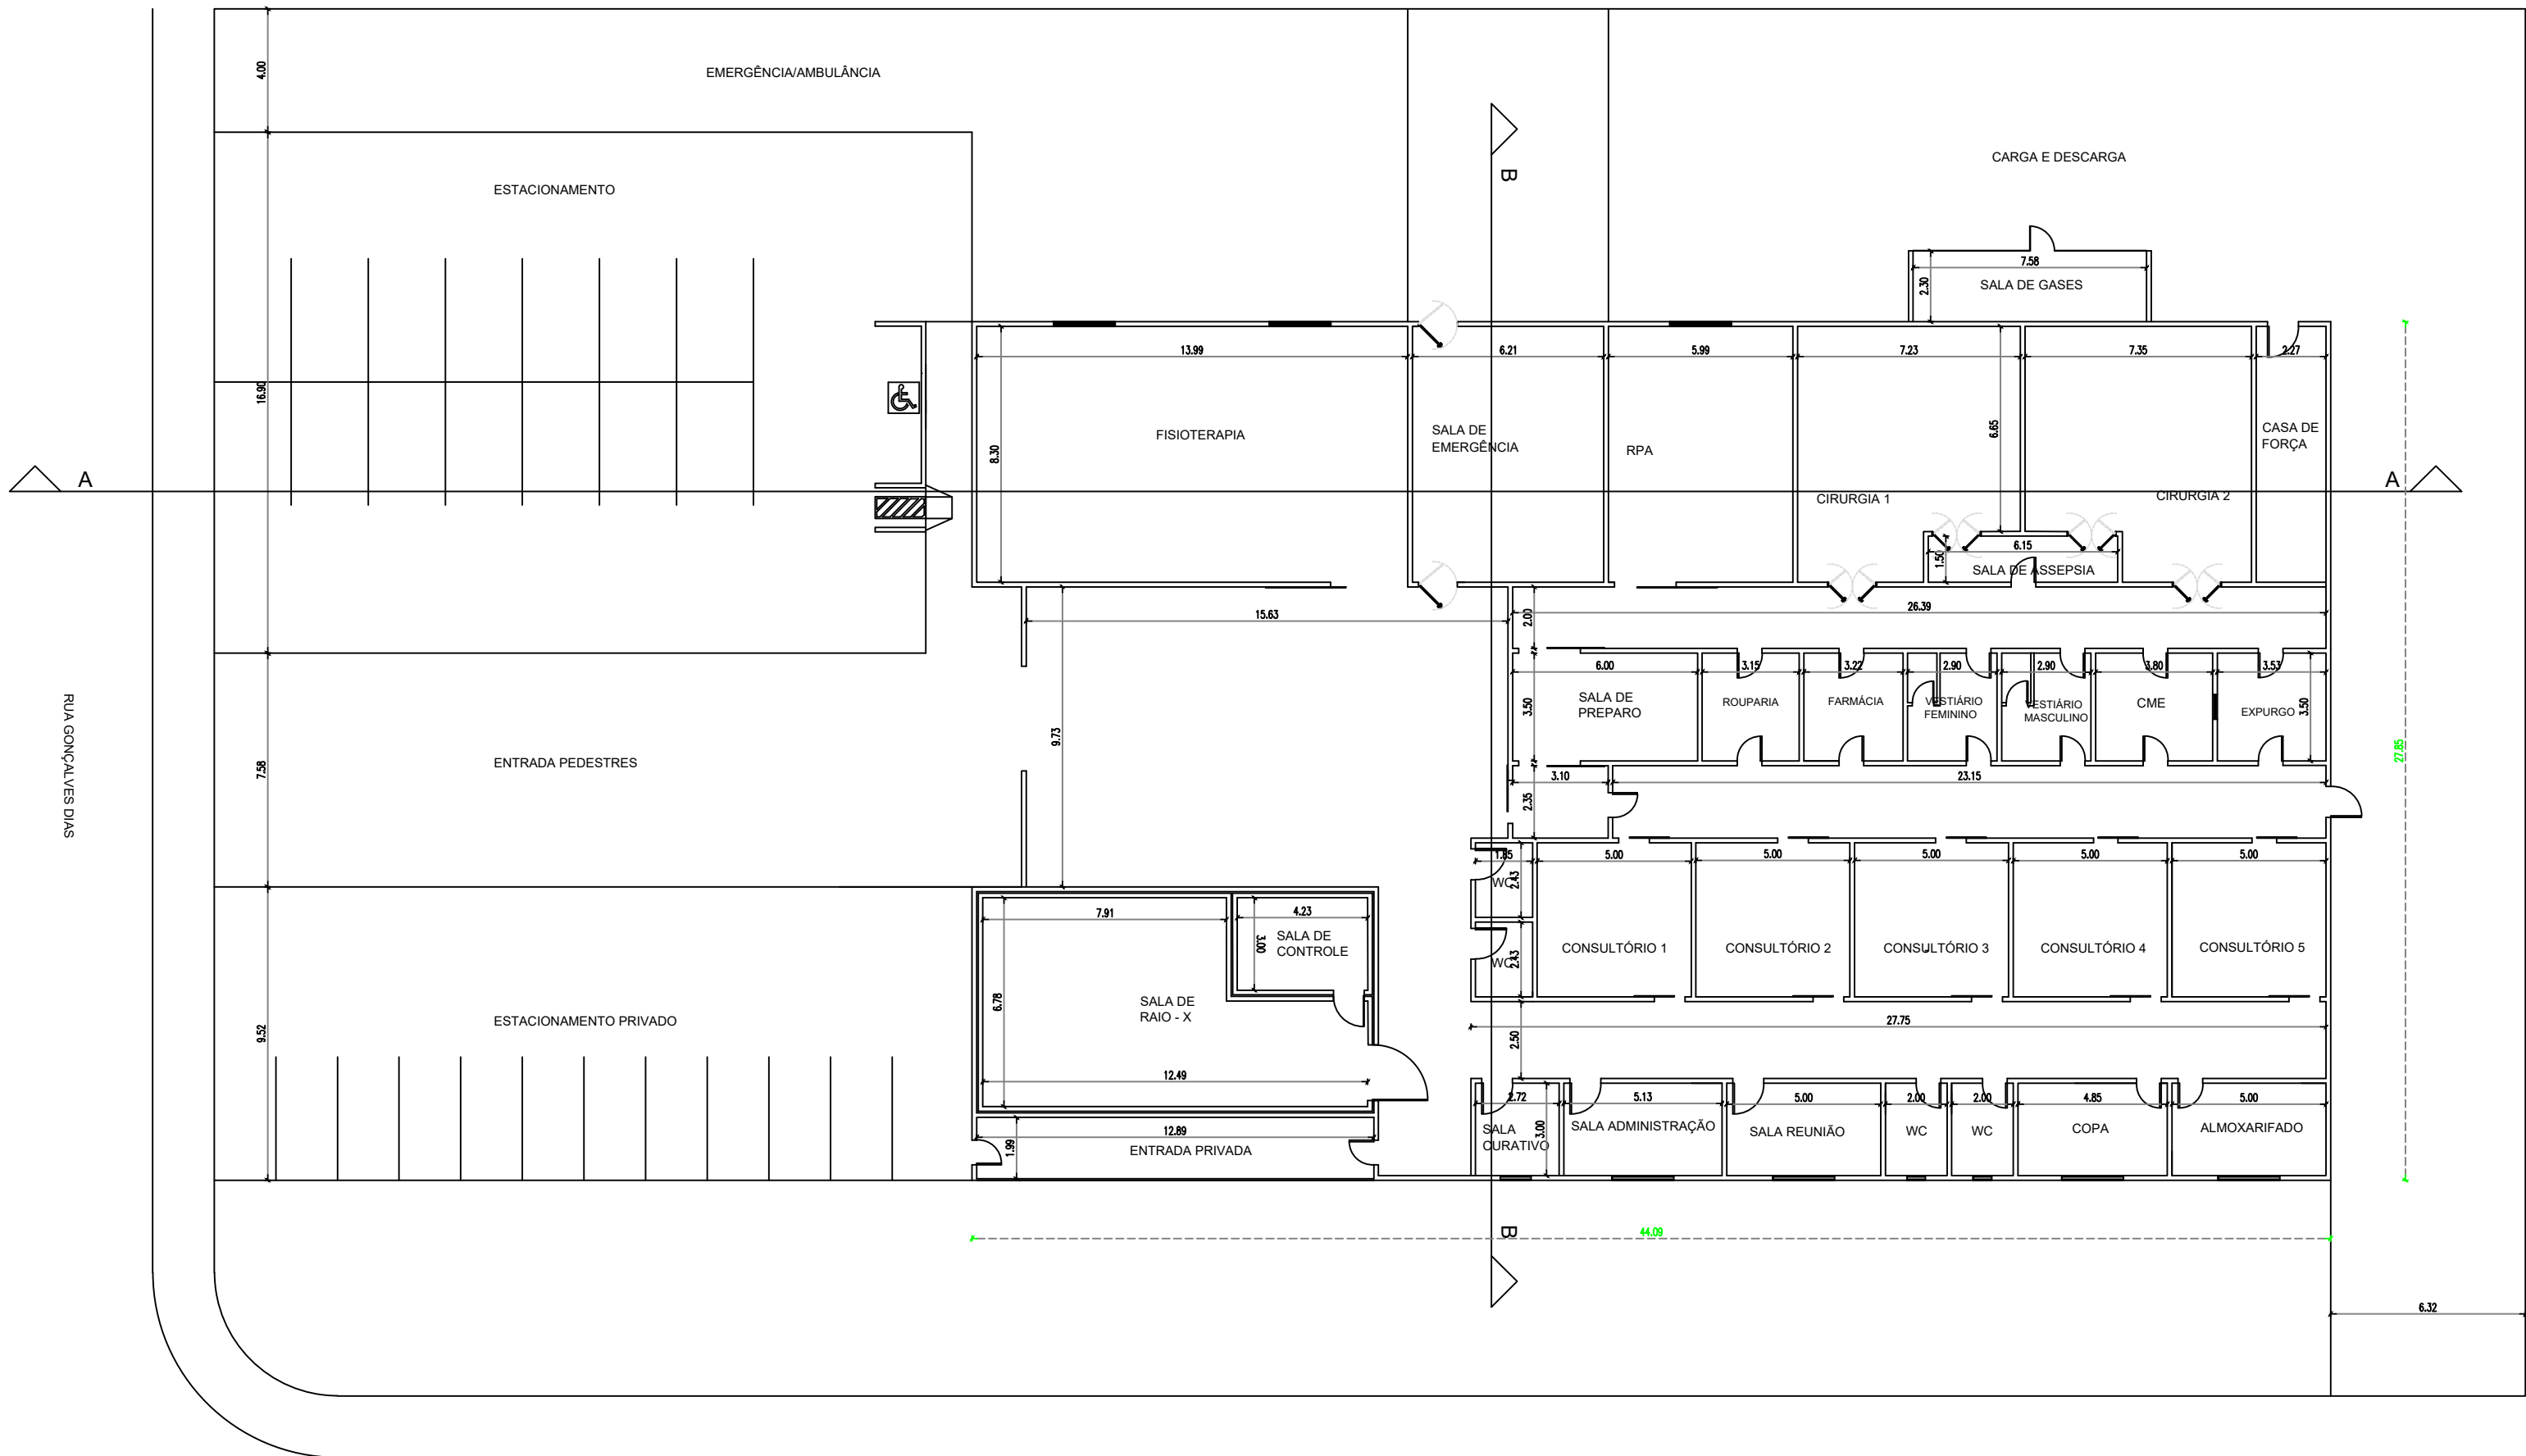 4.00
EMERGÊNCIA/AMBULÂNCIA
CARGA E DESCARGA
B
ESTACIONAMENTO
7.58
2.30
SALA DE GASES
13.99
6.21
5.99
7.23
7.35
2.27
16.90
8.30
FISIOTERAPIA
SALA DE
EMERGÊNCIA
RPA
6.65
CASA DE
FORÇA
A
A
CIRURGIA 1
CIRURGIA 2
6.15
1.50
SALA DE ASSEPSIA
15.63
2.00
26.39
6.00
3.15
3.22
2.90
2.90
3.80
3.53
SALA DE
PREPARO
3.50
ROUPARIA
FARMÁCIA
VESTIÁRIO
FEMININO
VESTIÁRIO
MASCULINO
CME
EXPURGO
3.50
RUA GONÇALVES DIAS
7.58
ENTRADA PEDESTRES
9.73
27.85
3.10
23.15
2.35
1.85
5.00
5.00
5.00
5.00
5.00
WC
2.43
7.91
4.23
3.00
SALA DE
CONTROLE
WC
2.43
CONSULTÓRIO 1
CONSULTÓRIO 2
CONSULTÓRIO 3
CONSULTÓRIO 4
CONSULTÓRIO 5
6.78
SALA DE
RAIO - X
ESTACIONAMENTO PRIVADO
9.52
27.75
2.50
12.49
2.72
5.13
5.00
2.00
2.00
4.85
5.00
12.89
1.99
ENTRADA PRIVADA
SALA
CURATIVO
3.00
SALA ADMINISTRAÇÃO
SALA REUNIÃO
WC
WC
COPA
ALMOXARIFADO
B
44.09
6.32